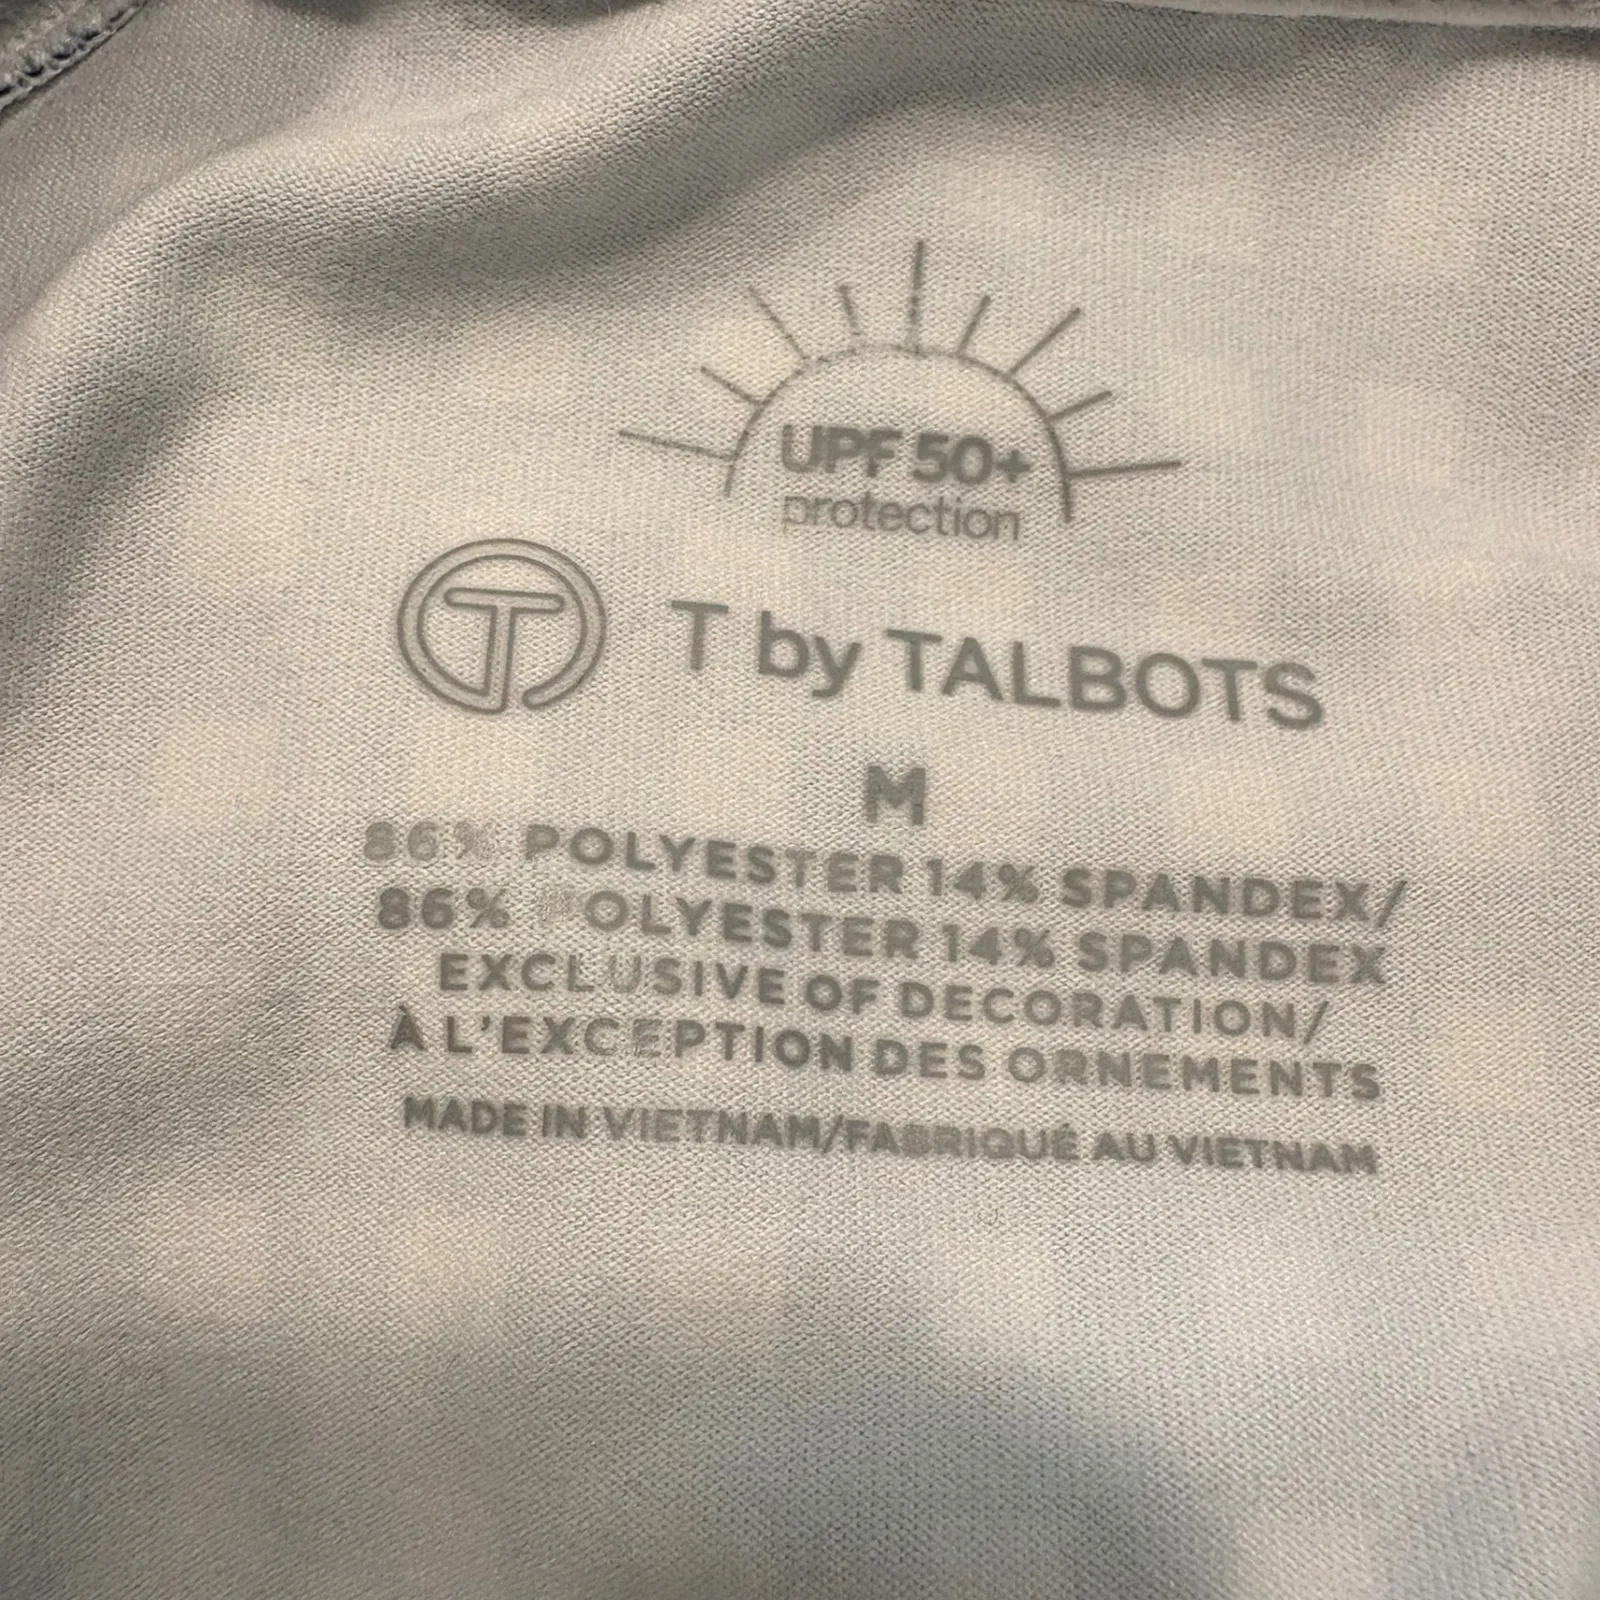 UPF 50+
protection
T by TALBOTS
M
86% POLYESTER 14% SPANDEX/
86% POLYESTER 14% SPANDEX
EXCLUSIVE OF DECORATION/
À L'EXCEPTION DES ORNEMENTS
MADE IN VIETNAM/FABRIQUÉ AU VIETNAM